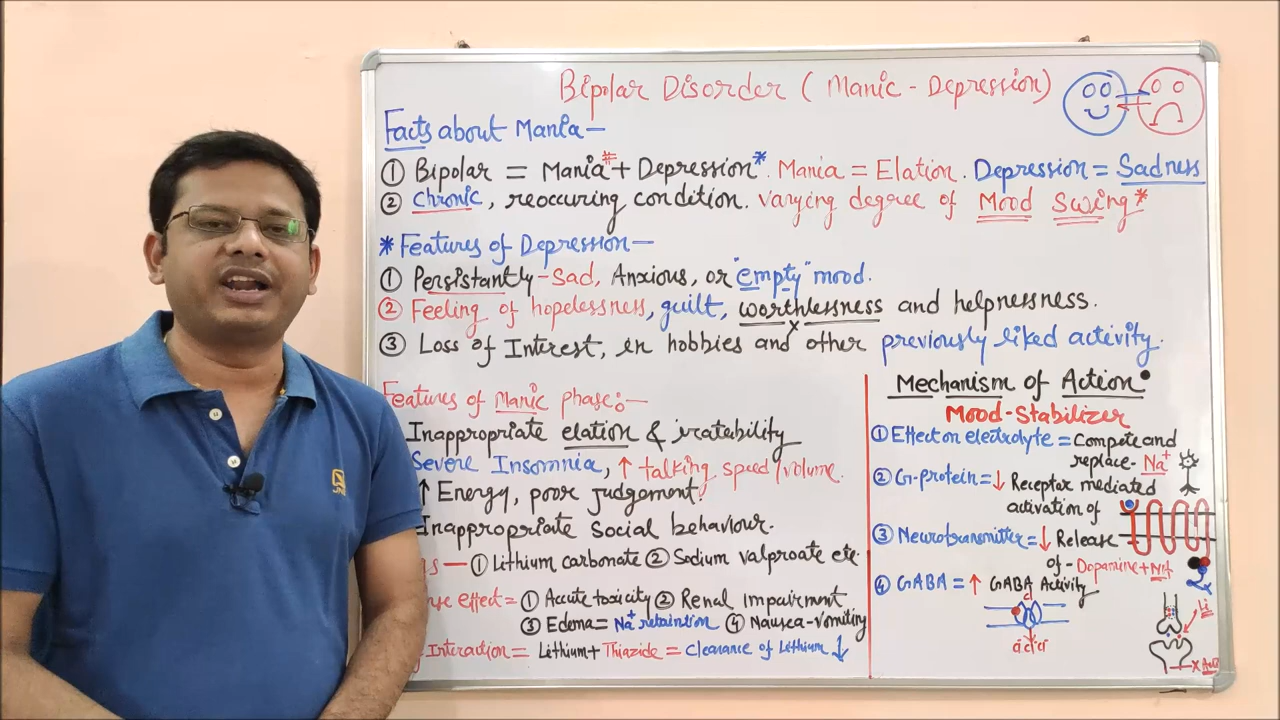 Bipolar Disorder ( Manic - Depression)
Facts about Mania—
① Bipolar = Mania# + Depression*. Mania = Elation. Depression = Sadness
② Chronic, reoccuring condition. varying degree of Mood Swing*
* Features of Depression—
① Persistantly - Sad, Anxious, or "empty" mood.
② Feeling of hopelessness, guilt, worthlessness and helpnessness.
③ Loss of Interest, in hobbies and other previously liked activity.
Features of Manic phase:—
Inappropriate elation & iratability
Severe Insomnia, ↑ talking speed/volume.
↑ Energy, poor judgement.
Inappropriate social behaviour.
— ① Lithium carbonate ② Sodium valproate etc.
effect = ① Accute toxicity ② Renal Impairment
③ Edema = Na+ retaintion ④ Nausea-vomiting
Interaction = Lithium + Thiazide = clearance of Lithium ↓
Mechanism of Action
Mood-Stabilizer
① Effect on electrolyte = Compete and
replace- Na+
② G-protein = ↓ Receptor mediated
activation of
③ Neurotransmitter = ↓ Release
of - Dopamine +
④ GABA = ↑ GABA Activity
cl
Li